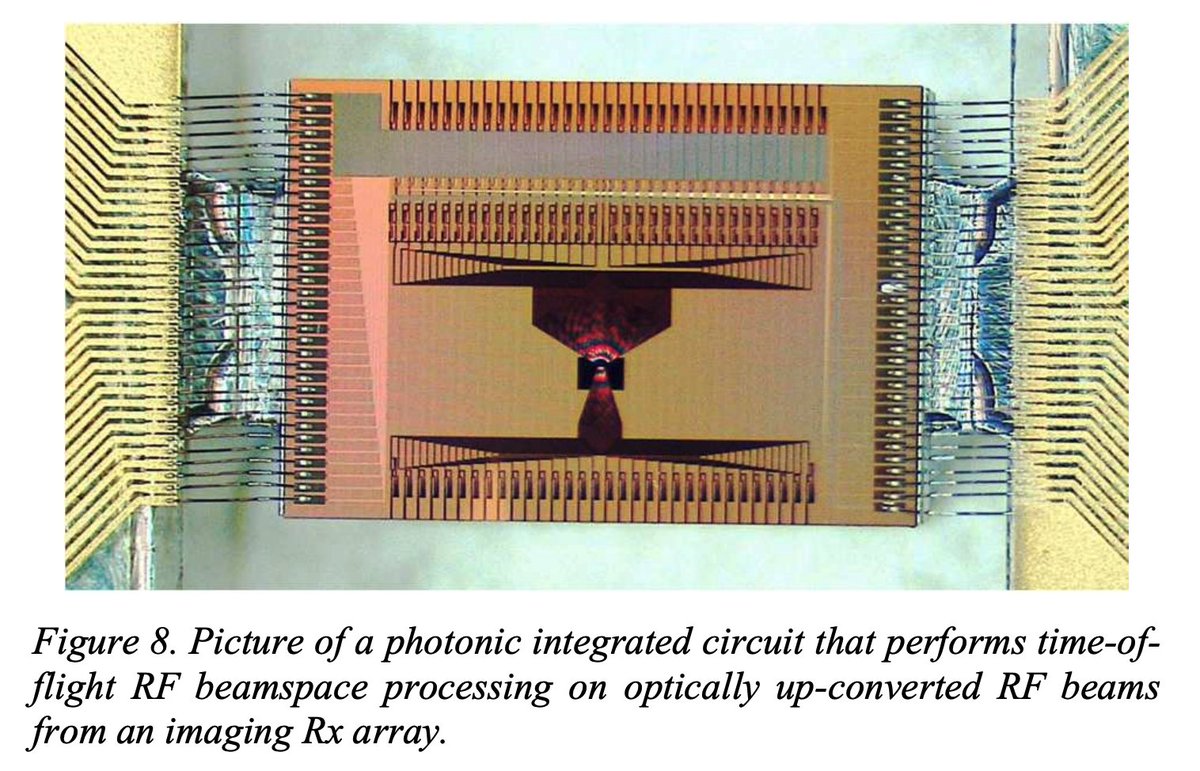 Figure 8. Picture of a photonic integrated circuit that performs time-of-
flight RF beamspace processing on optically up-converted RF beams
from an imaging Rx array.